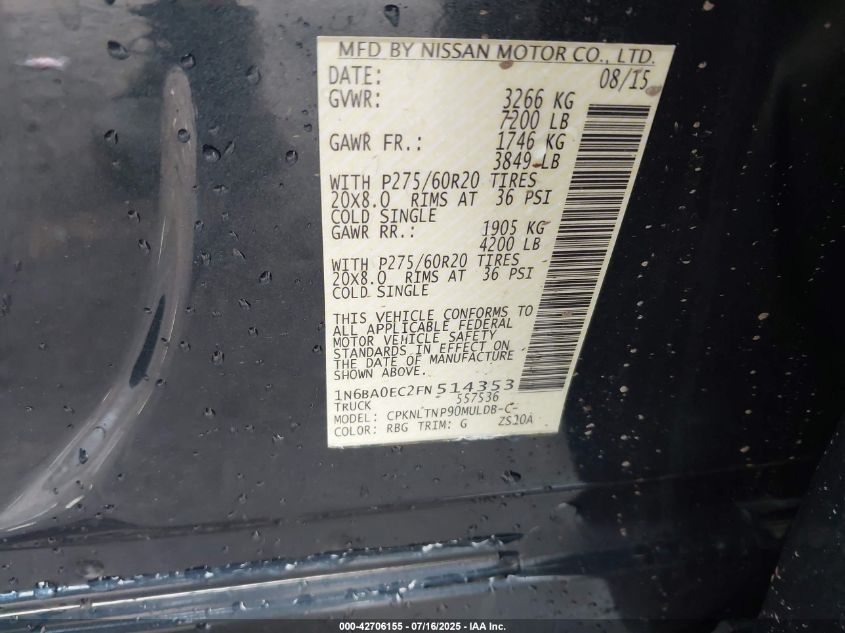 MFD BY NISSAN MOTOR CO., LTD.
DATE: 08/15
GVWR: 3266 KG
7200 LB
GAWR FR.: 1746 KG
3849 LB
WITH P275/60R20 TIRES
20X8.0 RIMS AT 36 PSI
COLD SINGLE
GAWR RR.: 1905 KG
4200 LB
WITH P275/60R20 TIRES
20X8.0 RIMS AT 36 PSI
COLD SINGLE
THIS VEHICLE CONFORMS TO
ALL APPLICABLE FEDERAL
MOTOR VEHICLE SAFETY
STANDARDS IN EFFECT ON
THE DATE OF MANUFACTURE
SHOWN ABOVE.
1N6BA0EC2FN514353
TRUCK 557536
MODEL: CPKNLTNP90MULDB-C-
COLOR: RBG TRIM: G ZS20A
000-42706155 - 07/16/2025 - IAA Inc.